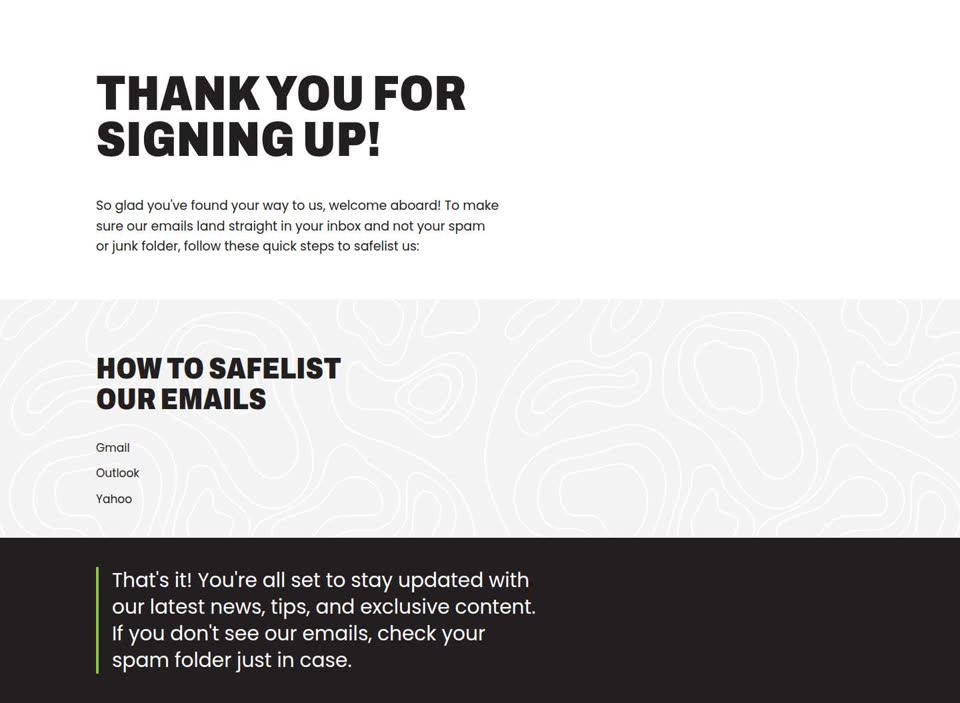 THANK YOU FOR
SIGNING UP!
So glad you've found your way to us, welcome aboard! To make
sure our emails land straight in your inbox and not your spam
or junk folder, follow these quick steps to safelist us:
HOW TO SAFELIST
OUR EMAILS
Gmail
Outlook
Yahoo
That's it! You're all set to stay updated with
our latest news, tips, and exclusive content.
If you don't see our emails, check your
spam folder just in case.